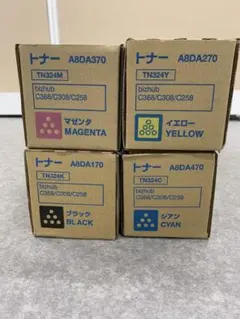 トナー A8DA370
TN324M
bizhub
C368/C308/C258
マゼンタ
MAGENTA
トナー A8DA270
TN324Y
bizhub
C368/C308/C258
イエロー
YELLOW
トナー A8DA170
TN324K
bizhub
C368/C308/C258
ブラック
BLACK
トナー A8DA470
TN324C
bizhub
C368/C308/C258
シアン
CYAN